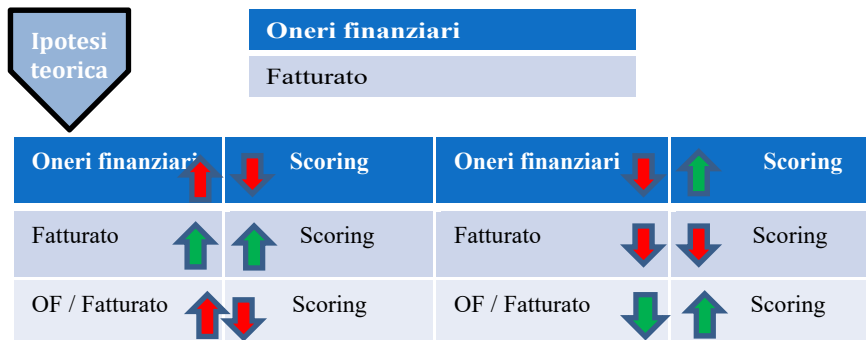 Ipotesi
teorica
Oneri finanziari
Fatturato
Oneri finanziari Scoring Oneri finanziari Scoring
Fatturato Scoring Fatturato Scoring
OF / Fatturato Scoring OF / Fatturato Scoring